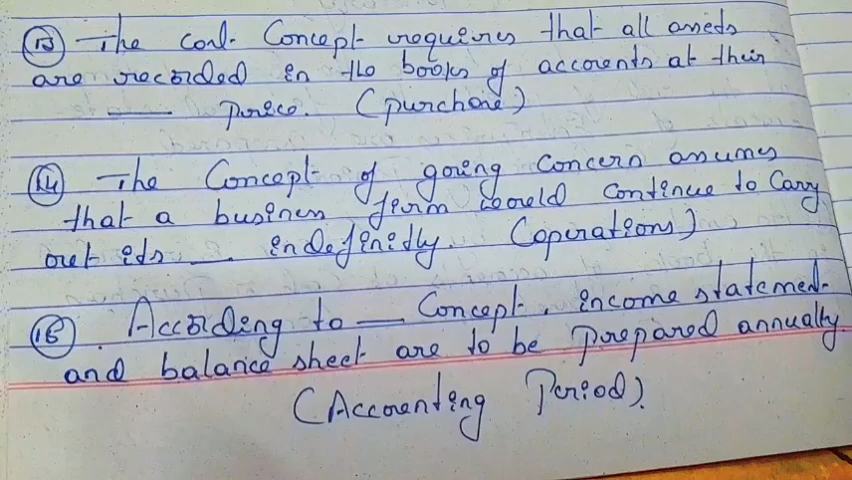 (13) The cost Concept requires that all assets
are recorded in the books of accounts at their
___ price. (purchase)
(14) The Concept of going Concern assumes
that a business firm would continue to Carry
out its ___ indefinitly. (operations)
(15) According to ___ Concept, income statement
and balance sheet are to be prepared annually.
(Accounting Period).